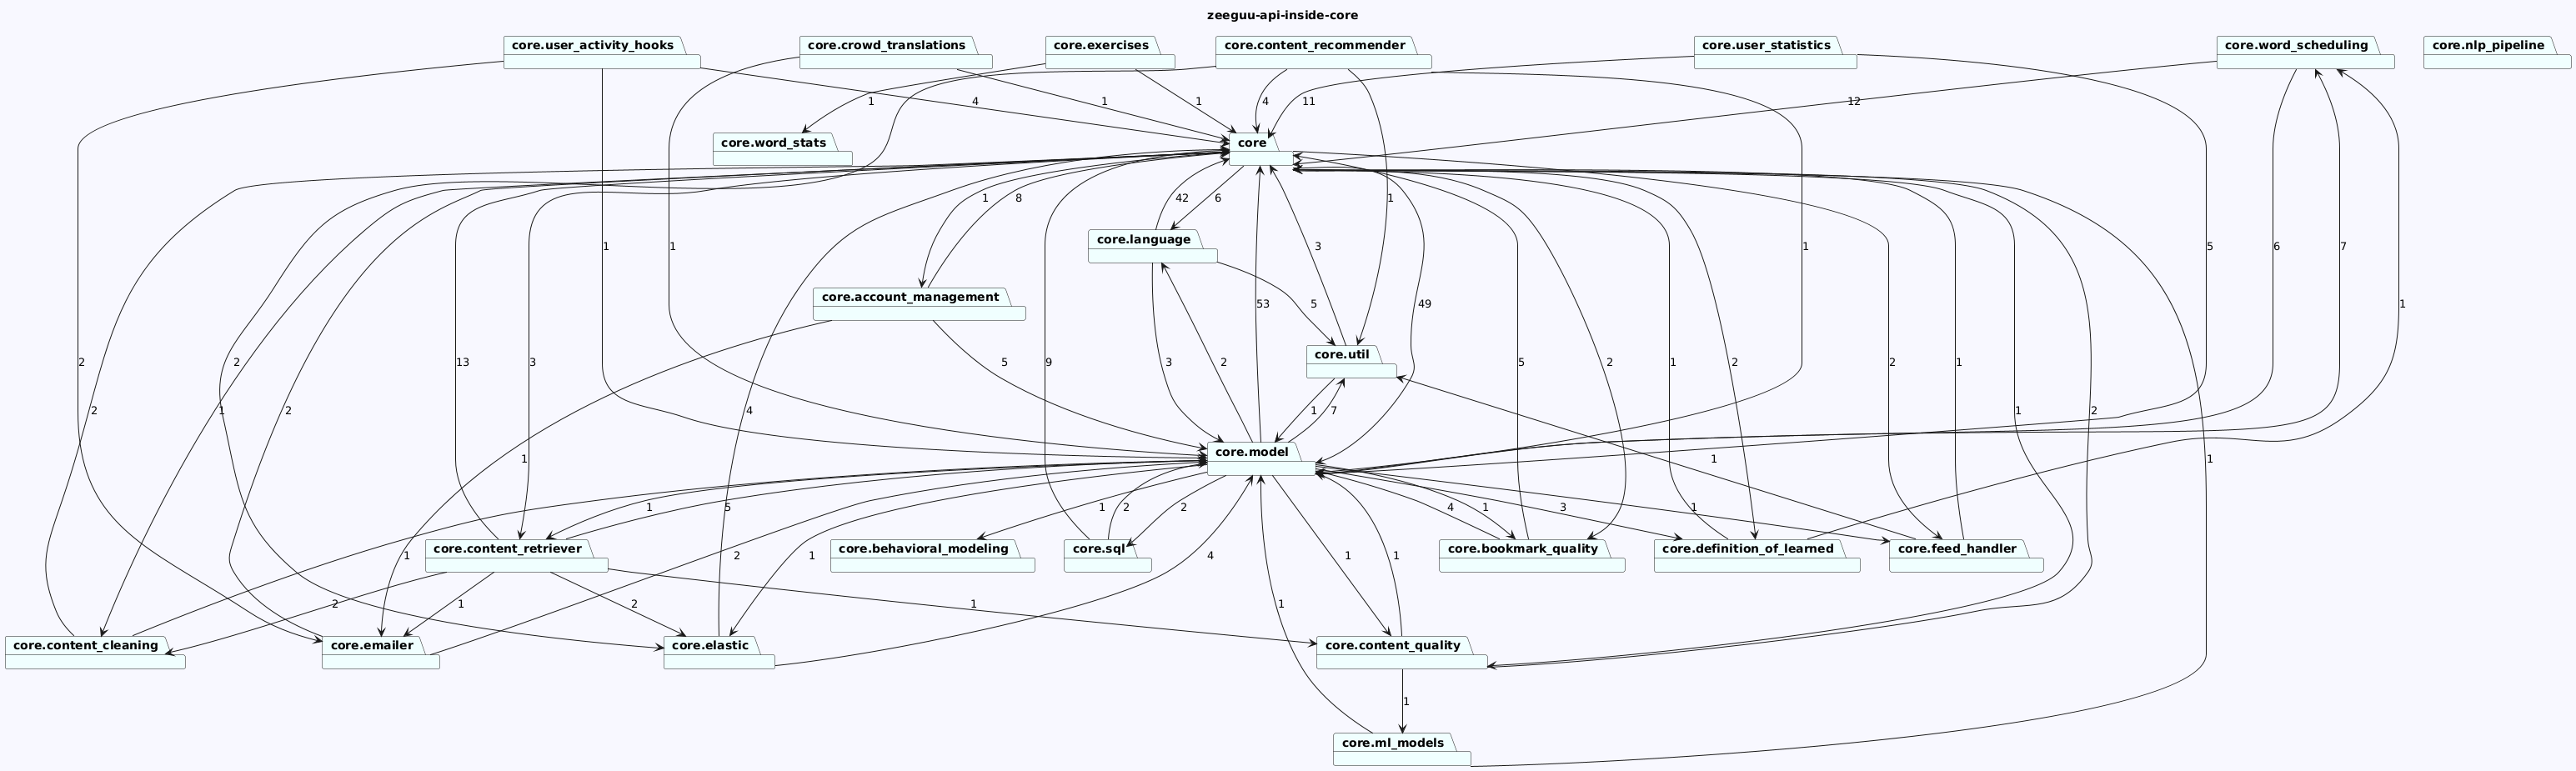 zeeguu-api-inside-core
core.user_activity_hooks
core.crowd_translations
core.exercises
core.content_recommender
core.user_statistics
core.word_scheduling
core.nlp_pipeline
1
4
1
1
4
11
12
core.word_stats
core
1
8
42
6
1
core.language
1
1
3
1
5
6
7
core.account_management
5
1
53
49
core.util
2
2
13
3
5
9
3
2
5
2
1
2
2
1
2
1
2
4
1
7
1
2
1
core.model
1
1
1
5
1
2
2
4
1
3
1
1
core.content_retriever
core.behavioral_modeling
core.sql
core.bookmark_quality
core.definition_of_learned
core.feed_handler
1
2
1
4
1
2
1
2
1
1
1
core.content_cleaning
core.emailer
core.elastic
core.content_quality
1
core.ml_models